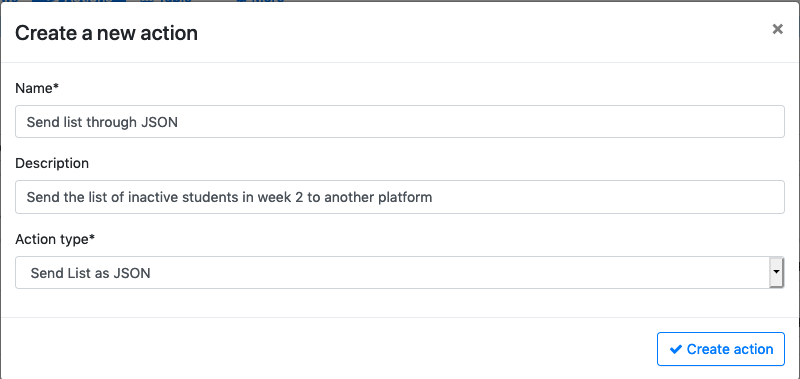 Create a new action
×
Name*
Send list through JSON
Description
Send the list of inactive students in week 2 to another platform
Action type*
Send List as JSON
Create action